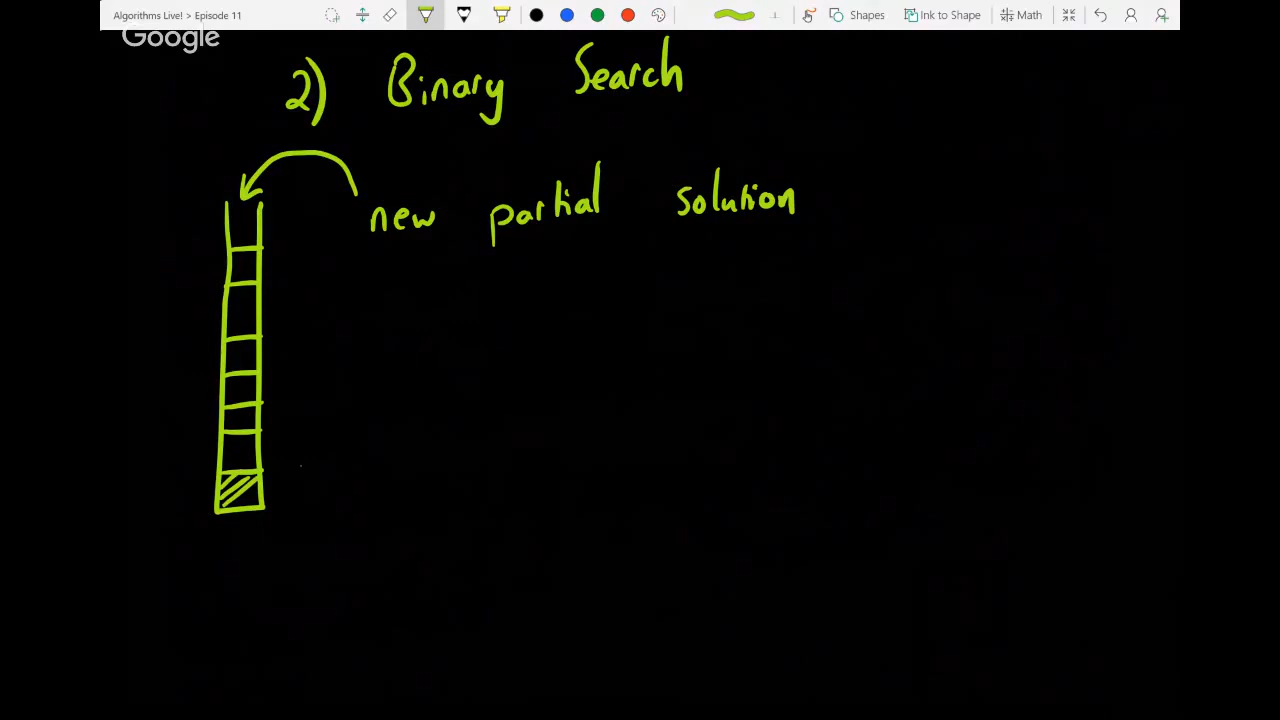 Algorithms Live! > Episode 11
Shapes
Ink to Shape
Math
Google
2) Binary Search
new partial solution